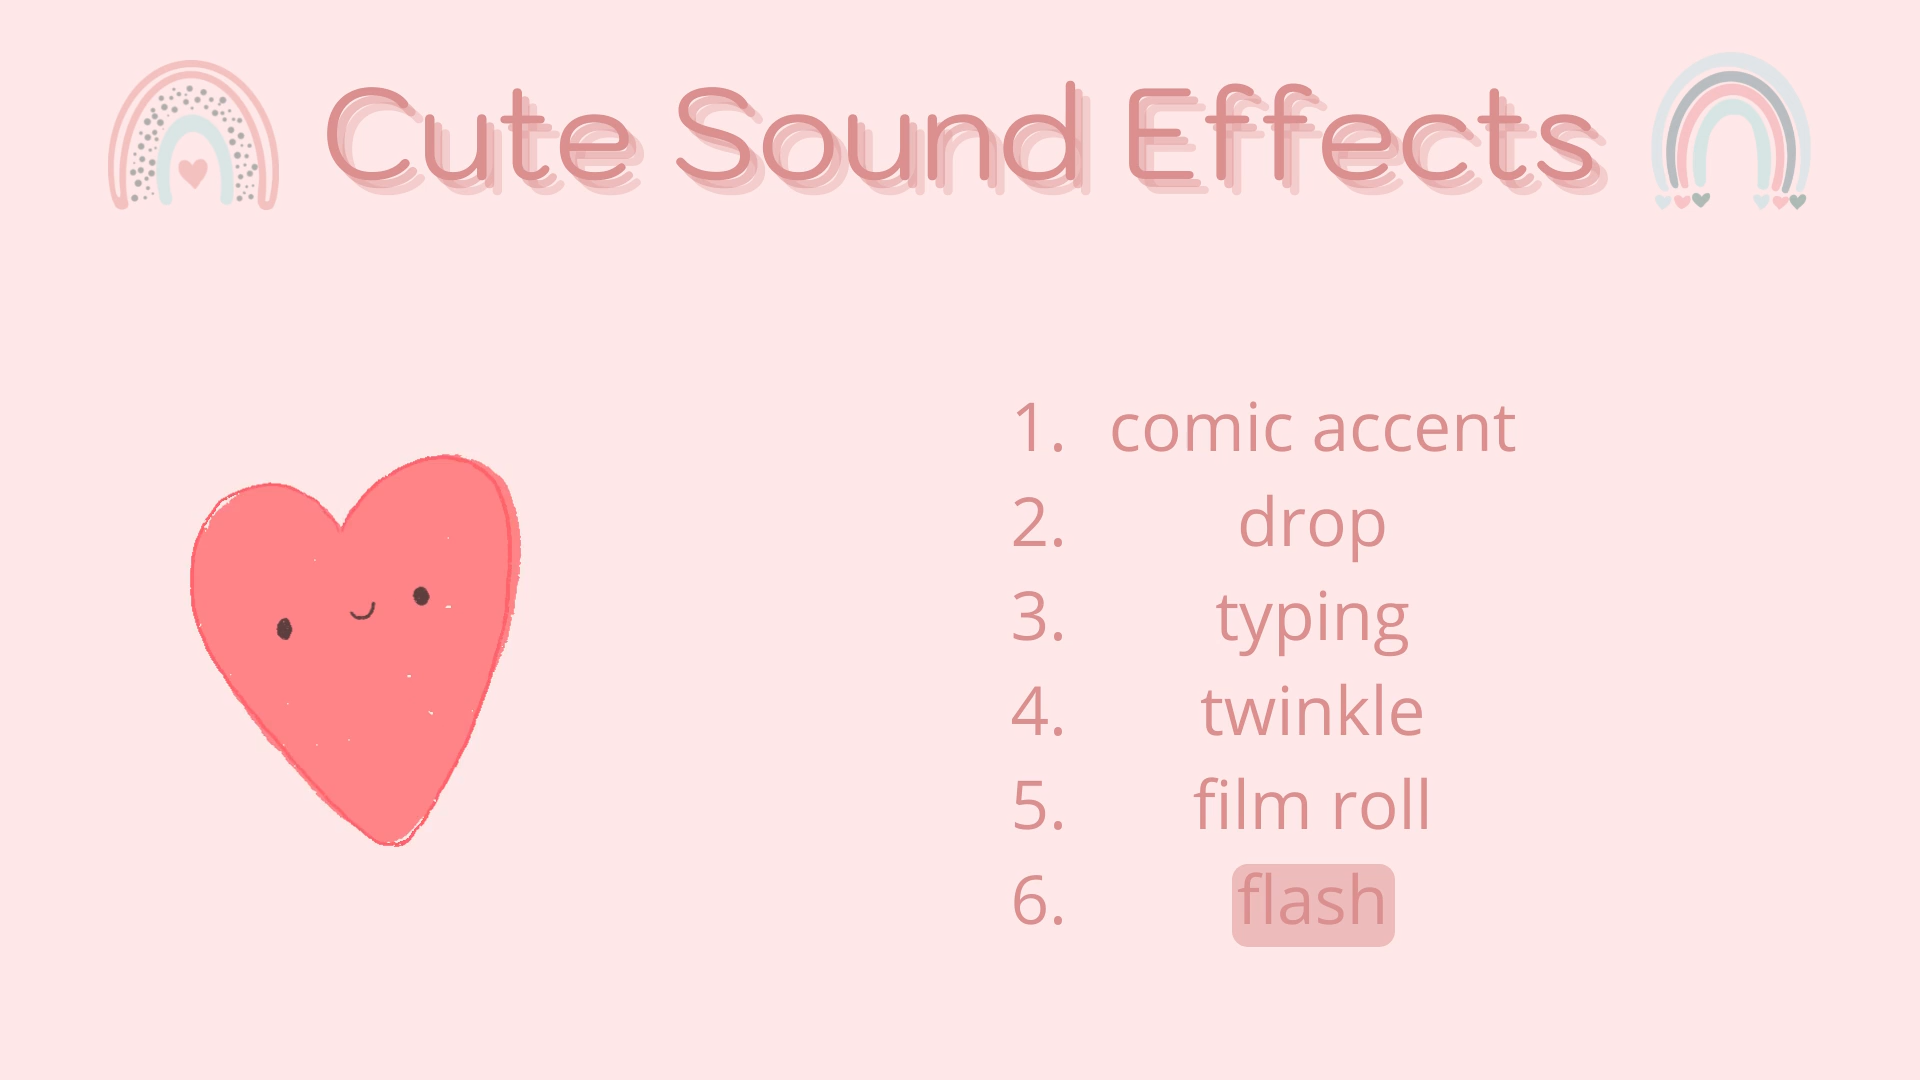 Cute Sound Effects
1. comic accent
2. drop
3. typing
4. twinkle
5. film roll
6. flash